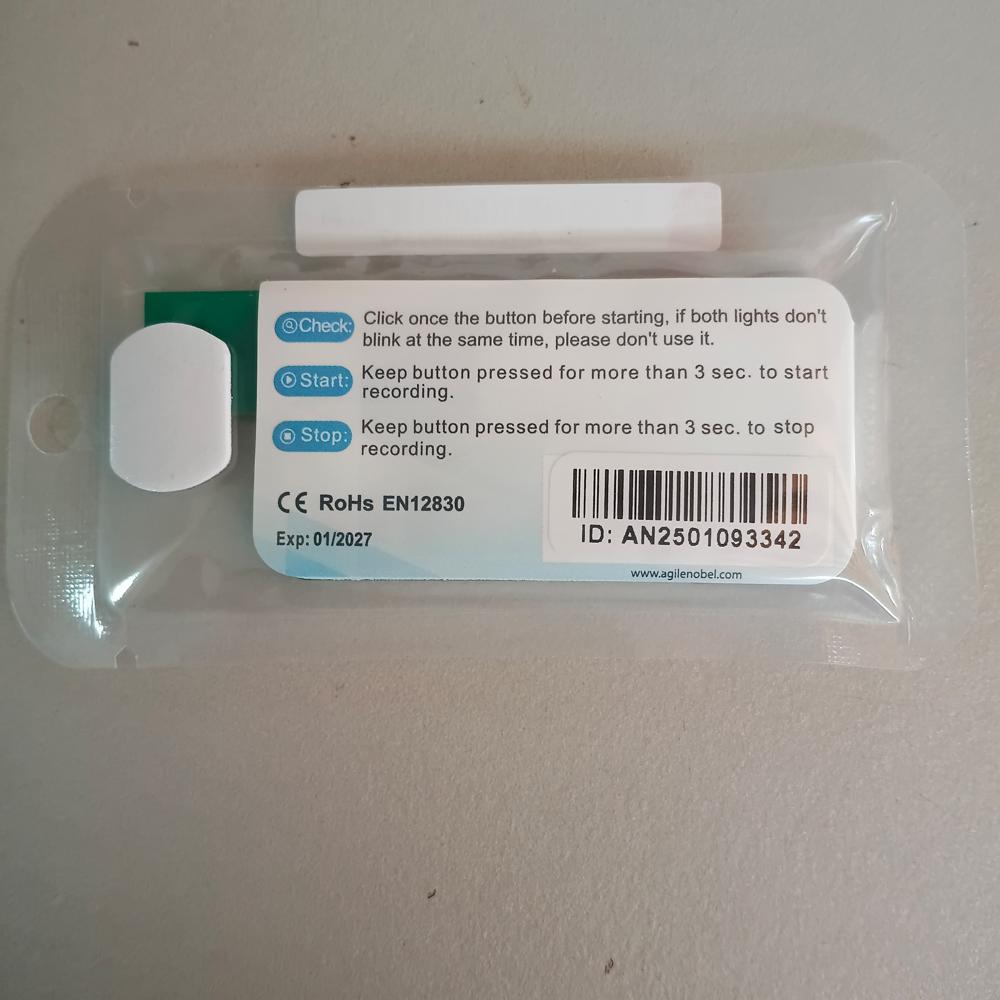 Check: Click once the button before starting, if both lights don't
blink at the same time, please don't use it.
Start: Keep button pressed for more than 3 sec. to start
recording.
Stop: Keep button pressed for more than 3 sec. to stop
recording.
CE RoHs EN12830
Exp: 01/2027
ID: AN2501093342
www.agilenobel.com